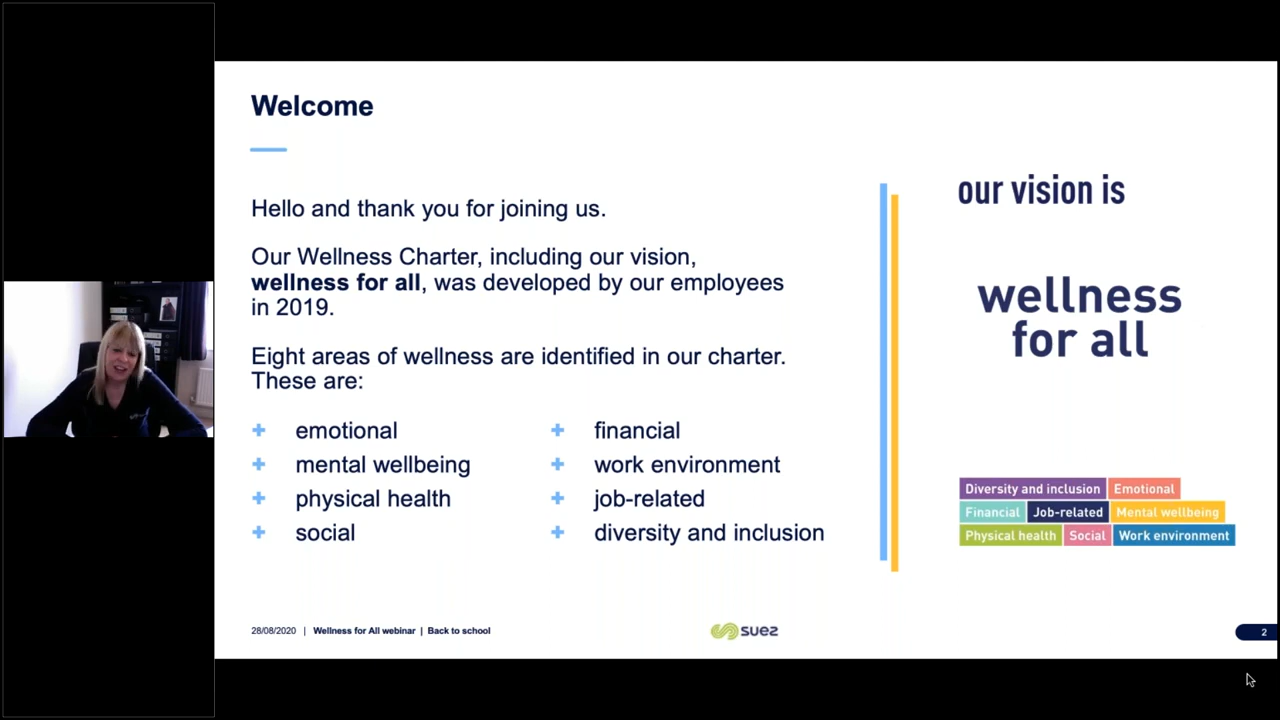 Welcome
Hello and thank you for joining us.
Our Wellness Charter, including our vision,
wellness for all, was developed by our employees
in 2019.
Eight areas of wellness are identified in our charter.
These are:
emotional
mental wellbeing
physical health
social
financial
work environment
job-related
diversity and inclusion
our vision is
wellness
for all
Diversity and inclusion Emotional
Financial Job-related Mental wellbeing
Physical health Social Work environment
28/08/2020 | Wellness for All webinar | Back to school
suez
2